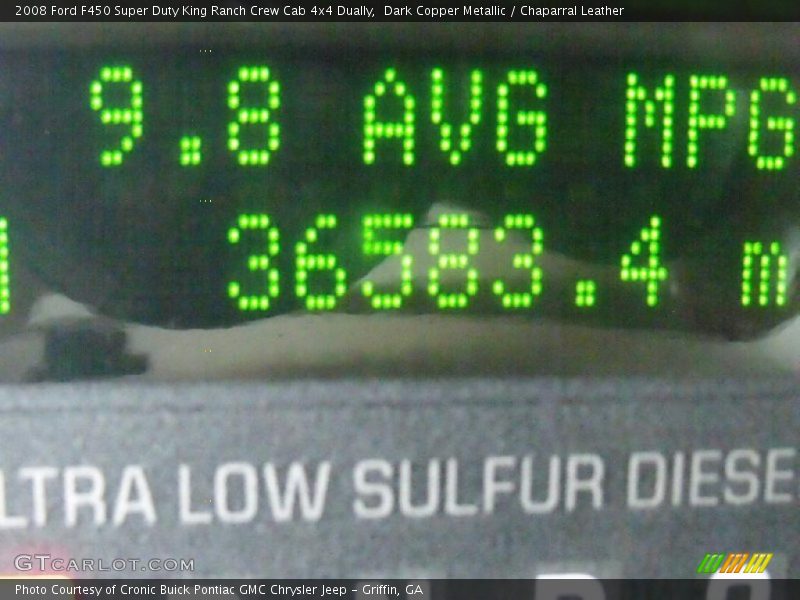 2008 Ford F450 Super Duty King Ranch Crew Cab 4x4 Dually,  Dark Copper Metallic / Chaparral Leather
9.8 AVG MPG
36583.4 m
LTRA LOW SULFUR DIESE
GTCARLOT.COM
Photo Courtesy of Cronic Buick Pontiac GMC Chrysler Jeep - Griffin, GA